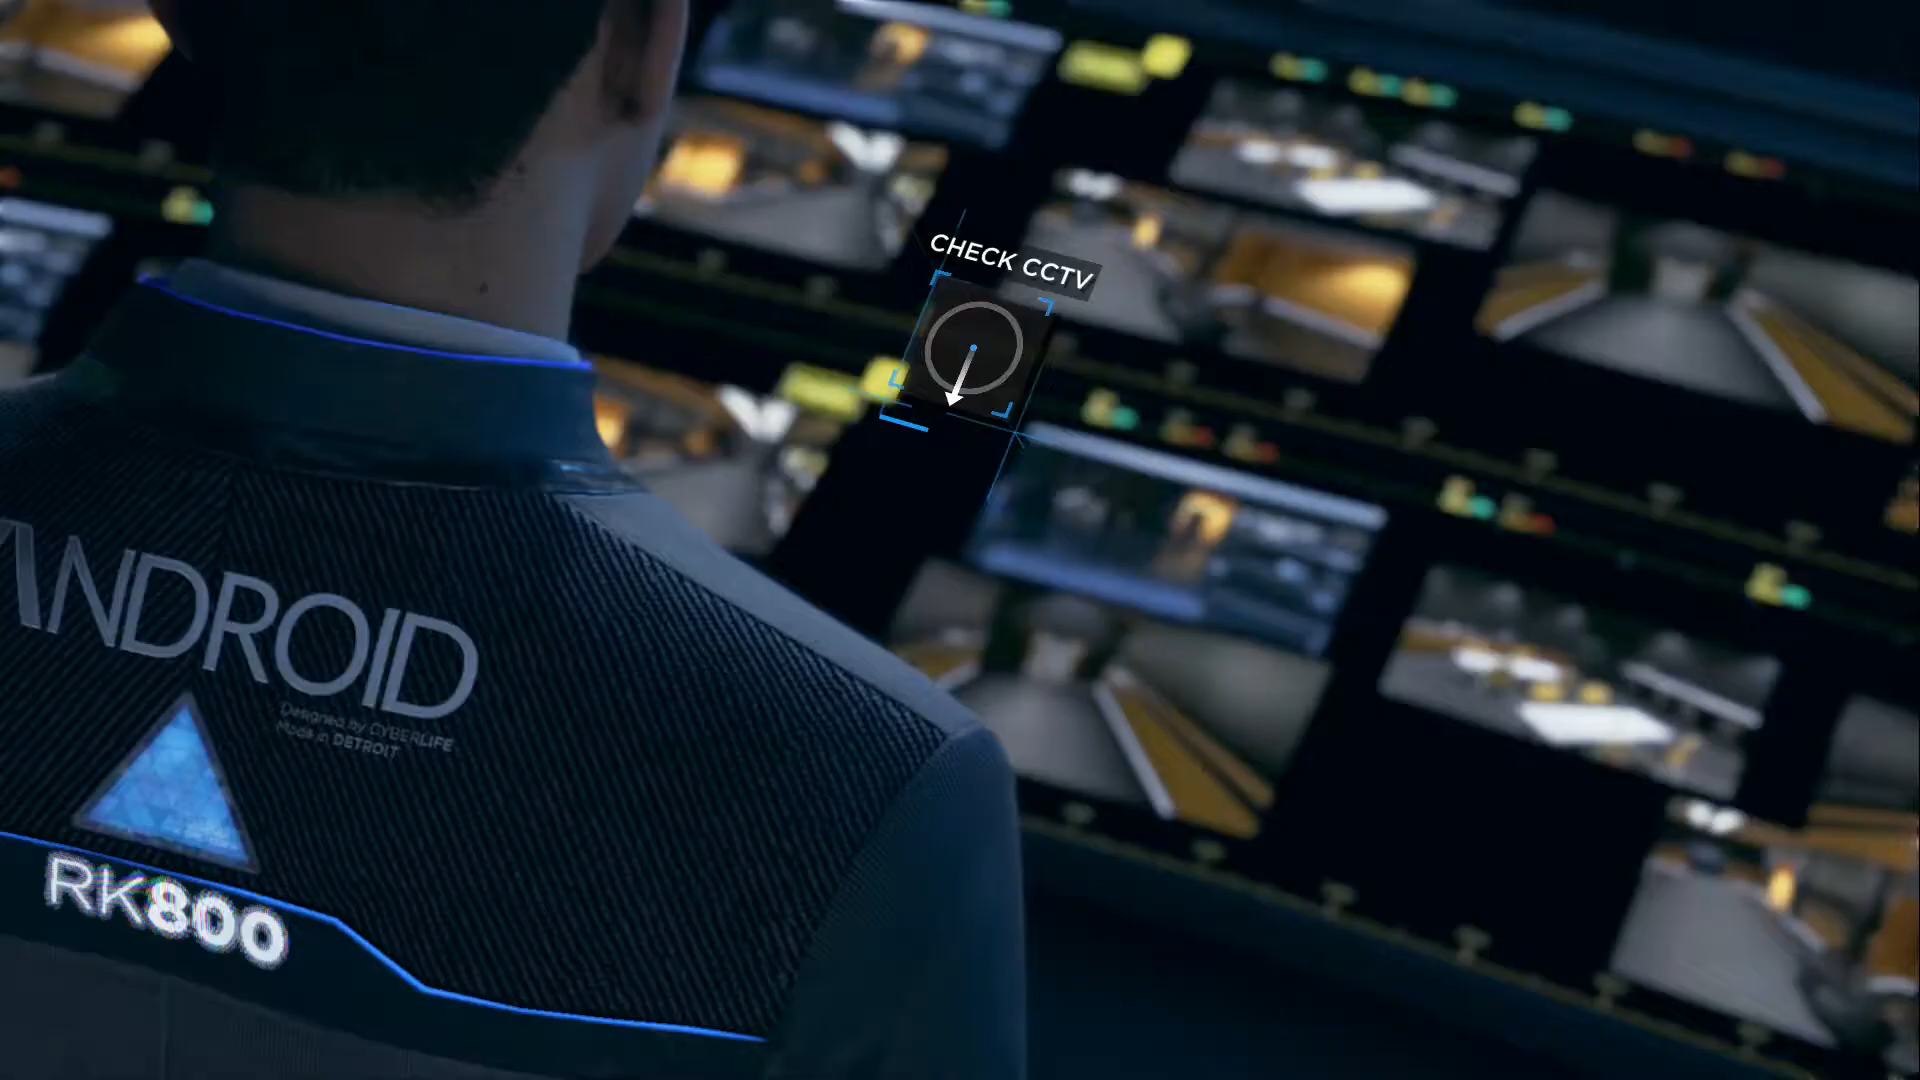 CHECK CCTV
ANDROID
Designed by CYBERLIFE
Made in DETROIT
RK800